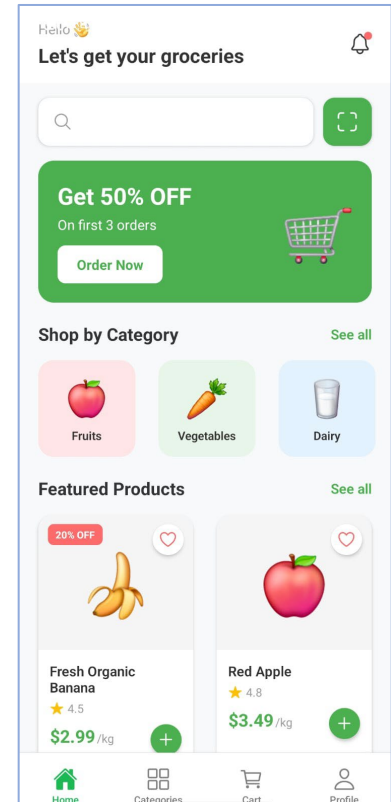 Hello 👋
Let's get your groceries
Get 50% OFF
On first 3 orders
Order Now
Shop by Category
See all
Fruits
Vegetables
Dairy
Featured Products
See all
20% OFF
Fresh Organic
Banana
4.5
$2.99/kg
Red Apple
4.8
$3.49/kg
Home
Categories
Cart
Profile